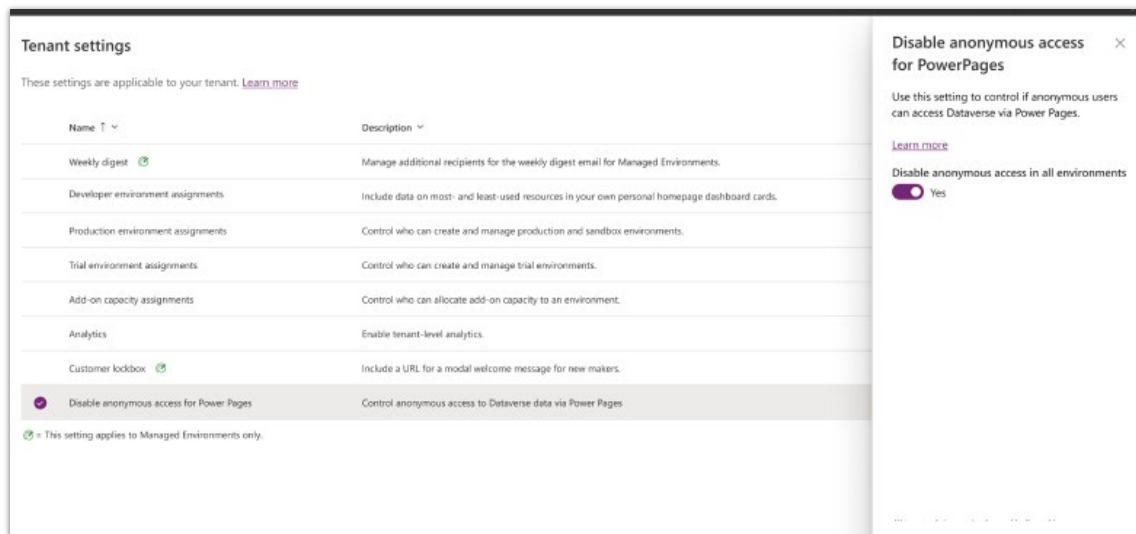 Tenant settings
These settings are applicable to your tenant. Learn more
Name ↑
Description
Weekly digest
Manage additional recipients for the weekly digest email for Managed Environments.
Developer environment assignments
Include data on most- and least-used resources in your own personal homepage dashboard cards.
Production environment assignments
Control who can create and manage production and sandbox environments.
Trial environment assignments
Control who can create and manage trial environments.
Add-on capacity assignments
Control who can allocate add-on capacity to an environment.
Analytics
Enable tenant-level analytics.
Customer lockbox
Include a URL for a modal welcome message for new makers.
Disable anonymous access for Power Pages
Control anonymous access to Dataverse data via Power Pages
= This setting applies to Managed Environments only.
Disable anonymous access
for PowerPages
Use this setting to control if anonymous users
can access Dataverse via Power Pages.
Learn more
Disable anonymous access in all environments
Yes